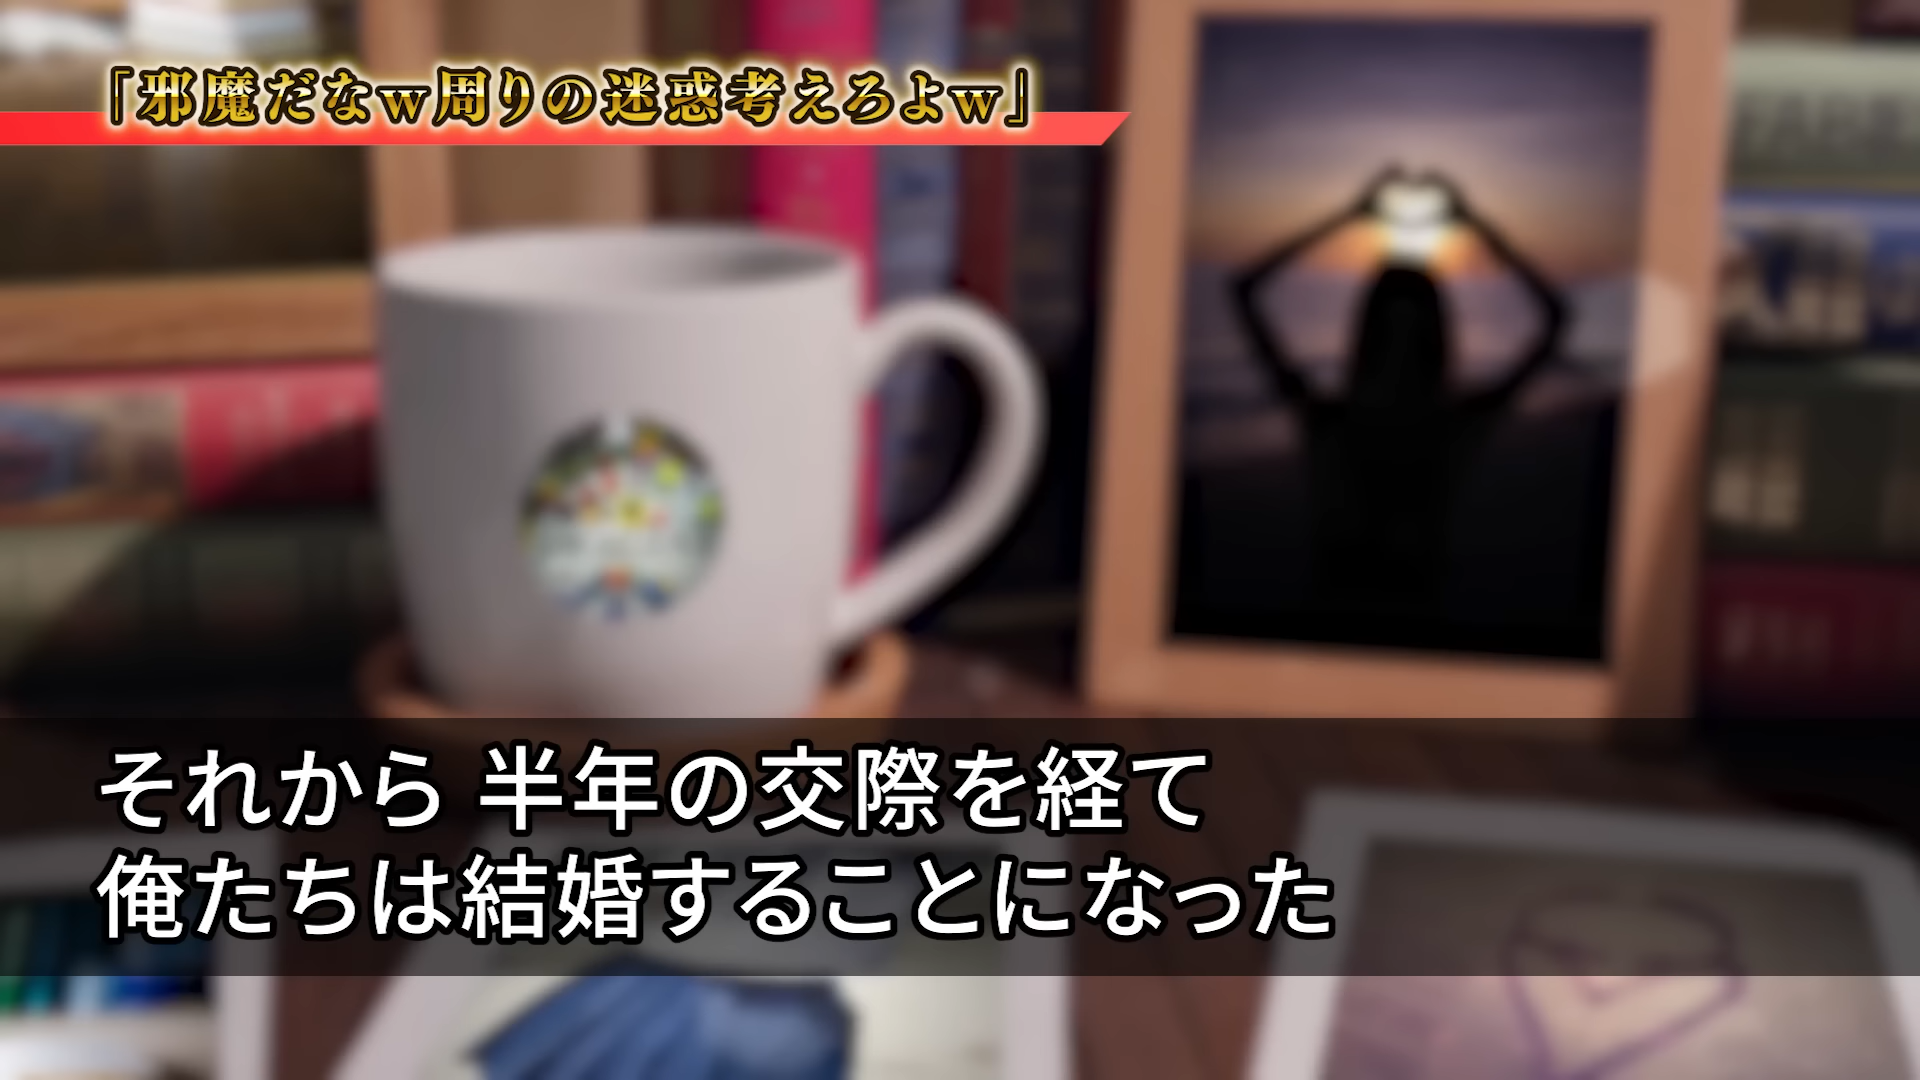 「邪魔だなw周りの迷惑考えろよw」
それから 半年の交際を経て
俺たちは結婚することになった